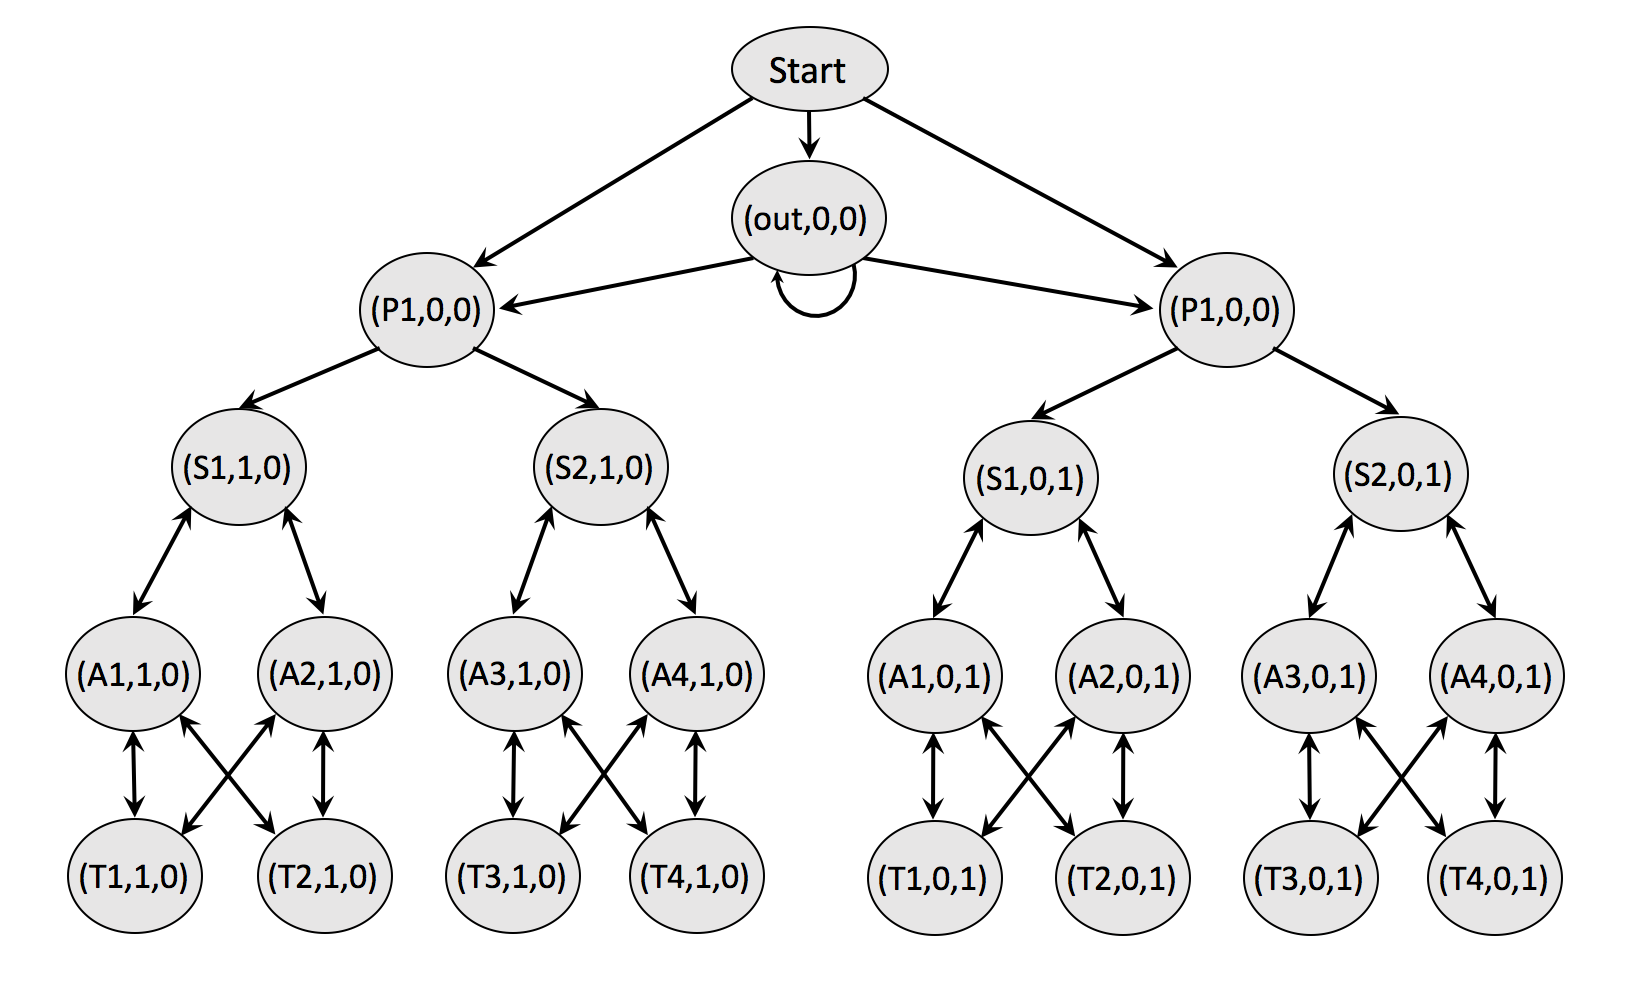 Start
(out,0,0)
(P1,0,0) (P1,0,0)
(S1,1,0) (S2,1,0) (S1,0,1) (S2,0,1)
(A1,1,0) (A2,1,0) (A3,1,0) (A4,1,0) (A1,0,1) (A2,0,1) (A3,0,1) (A4,0,1)
(T1,1,0) (T2,1,0) (T3,1,0) (T4,1,0) (T1,0,1) (T2,0,1) (T3,0,1) (T4,0,1)